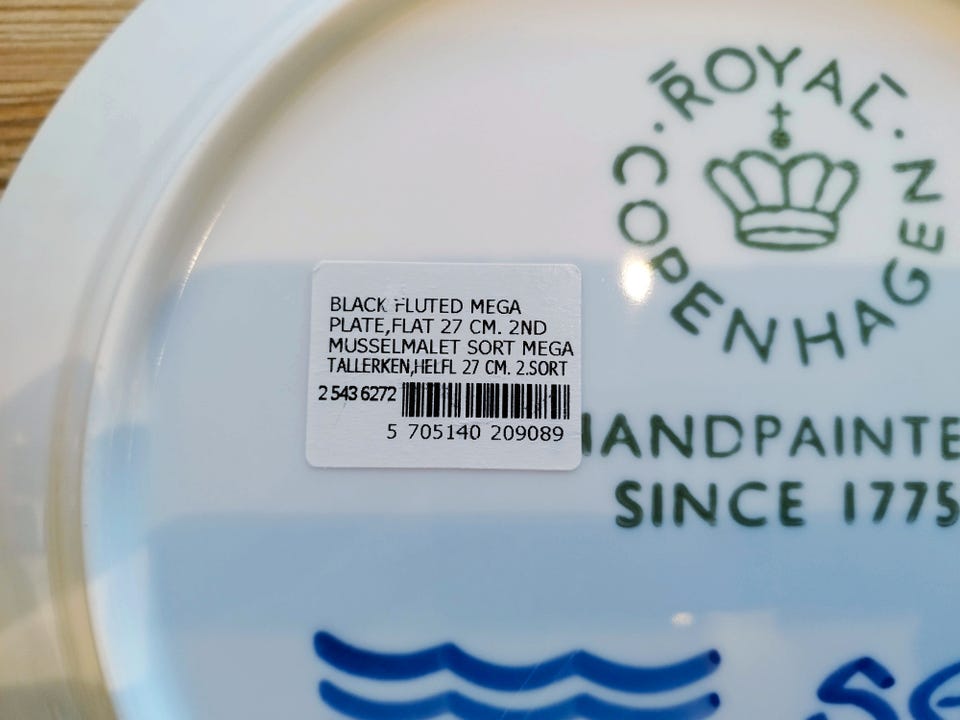 ROYAL
COPENHAGEN
BLACK FLUTED MEGA
PLATE,FLAT 27 CM. 2ND
MUSSELMALET SORT MEGA
TALLERKEN,HELFL 27 CM. 2.SORT
2 543 6272
5 705140 209089
HANDPAINTE
SINCE 1775